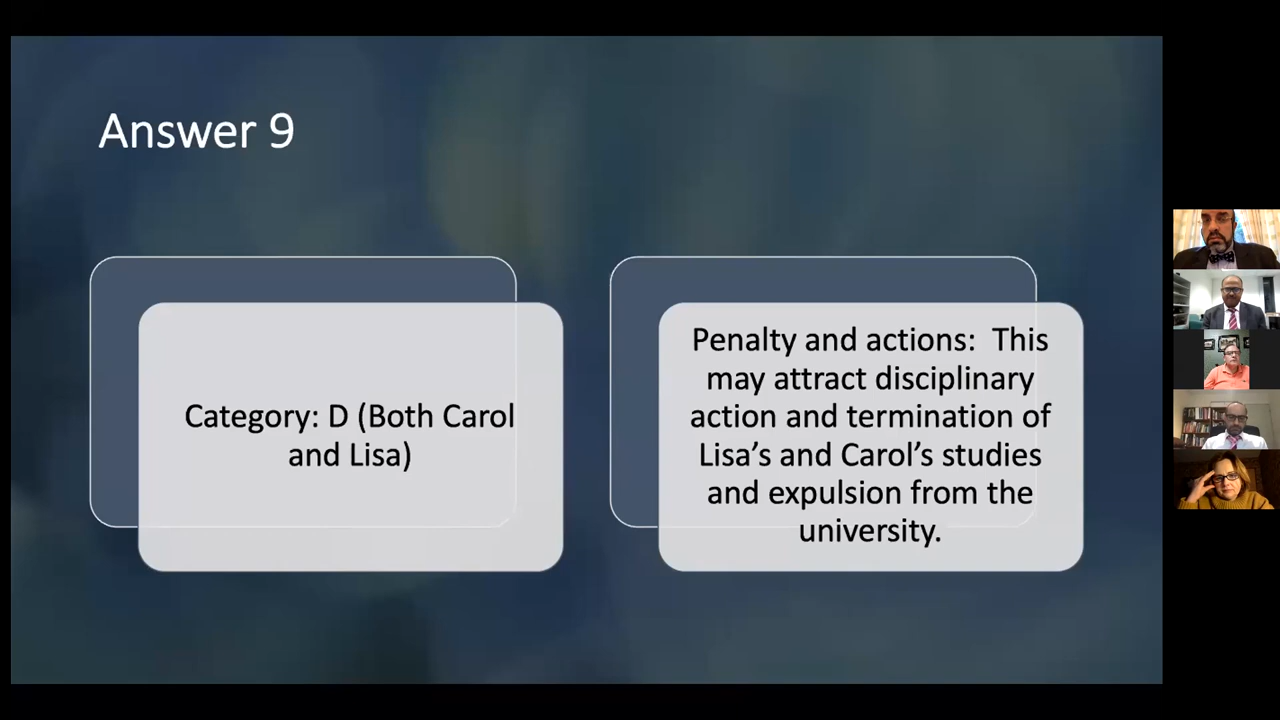 Answer 9
Category: D (Both Carol
and Lisa)
Penalty and actions:  This
may attract disciplinary
action and termination of
Lisa’s and Carol’s studies
and expulsion from the
university.